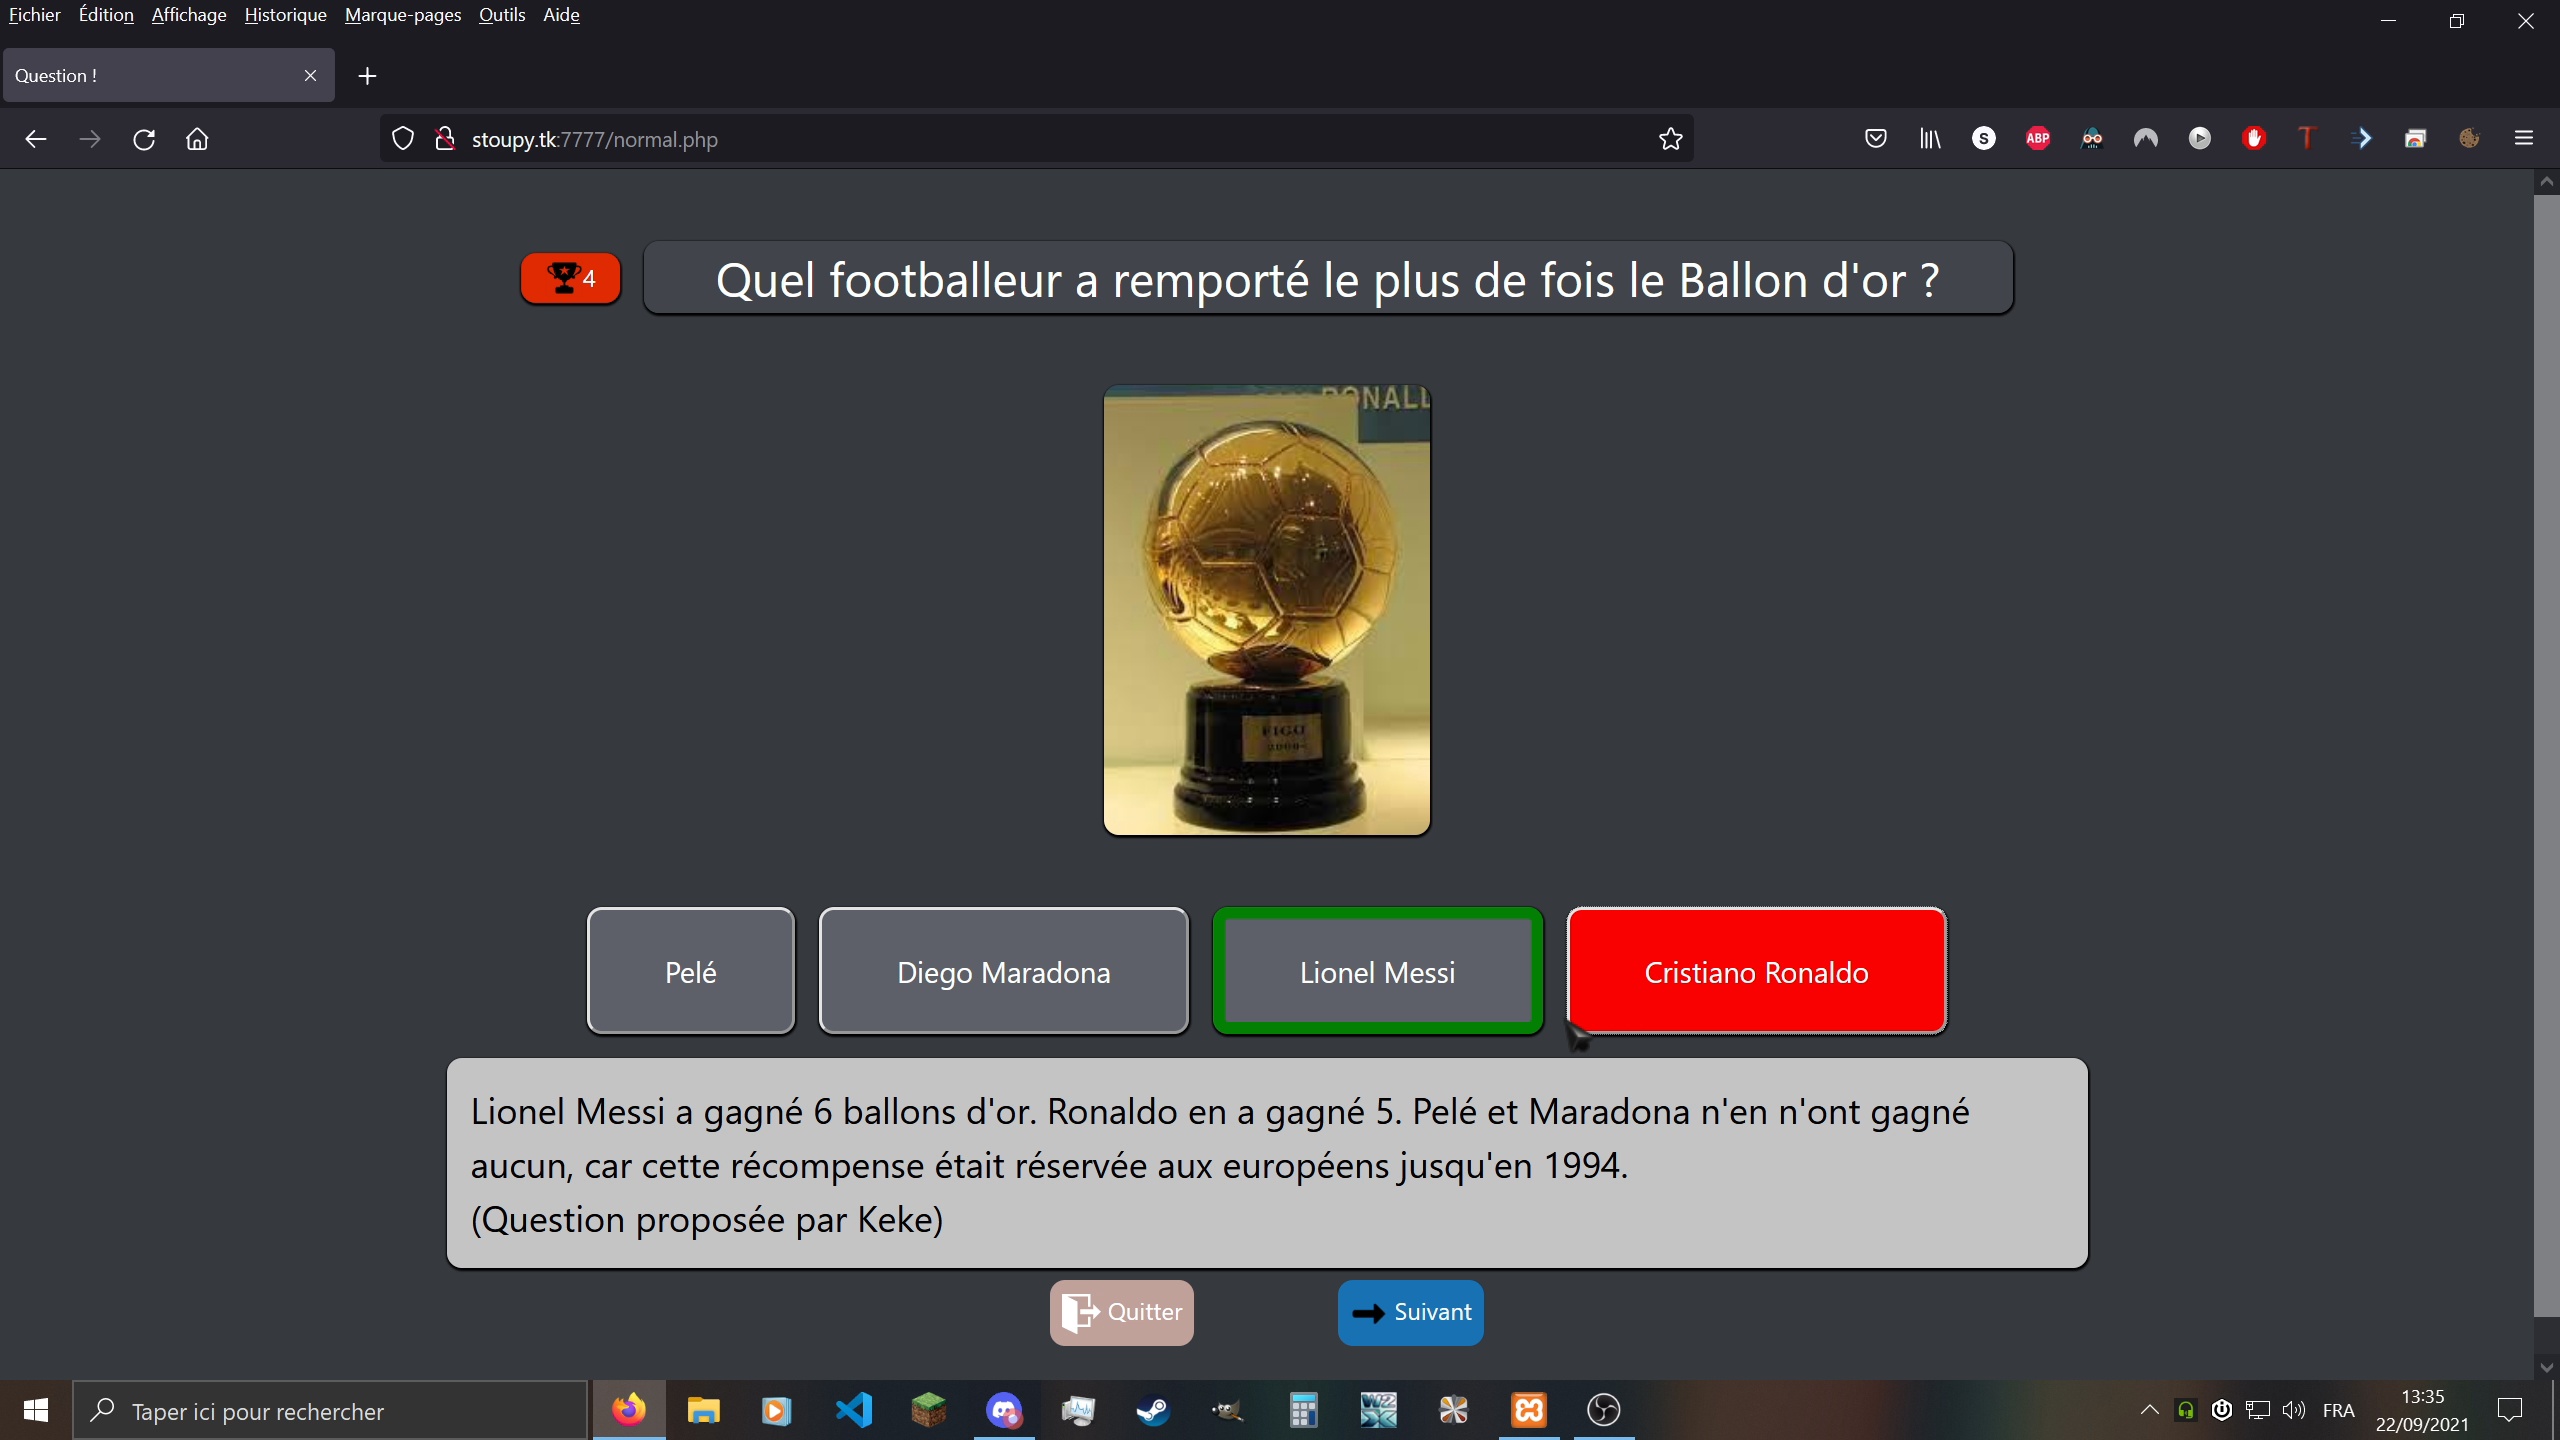 Fichier Édition Affichage Historique Marque-pages Outils Aide
Question !
stoupy.tk:7777/normal.php
S
ABP
T
4
Quel footballeur a remporté le plus de fois le Ballon d'or ?
RONALL
FIGO
2000
Pelé
Diego Maradona
Lionel Messi
Cristiano Ronaldo
Lionel Messi a gagné 6 ballons d'or. Ronaldo en a gagné 5. Pelé et Maradona n'en n'ont gagné
aucun, car cette récompense était réservée aux européens jusqu'en 1994.
(Question proposée par Keke)
Quitter
Suivant
Taper ici pour rechercher
FRA
13:35
22/09/2021